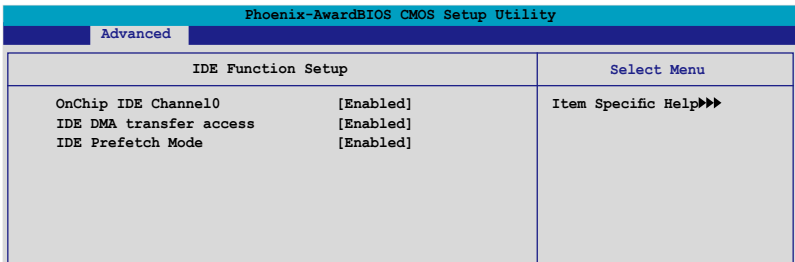 Phoenix-AwardBIOS CMOS Setup Utility
Advanced
IDE Function Setup
Select Menu
OnChip IDE Channel0 [Enabled]
Item Specific Help
IDE DMA transfer access [Enabled]
IDE Prefetch Mode [Enabled]